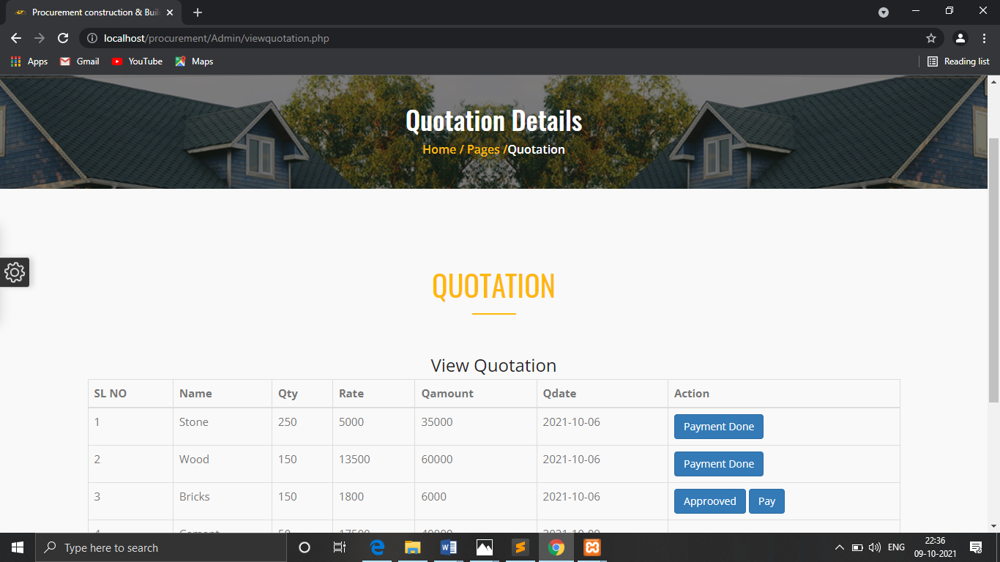 Procurement construction & Buil
localhost/procurement/Admin/viewquotation.php
Apps Gmail YouTube Maps Reading list
Quotation Details
Home / Pages /Quotation
QUOTATION
View Quotation
SL NO Name Qty Rate Qamount Qdate Action
1 Stone 250 5000 35000 2021-10-06 Payment Done
2 Wood 150 13500 60000 2021-10-06 Payment Done
3 Bricks 150 1800 6000 2021-10-06 Approoved Pay
4 Cement 50 17500 40000 2021-10-09
Type here to search
ENG
22:36
09-10-2021